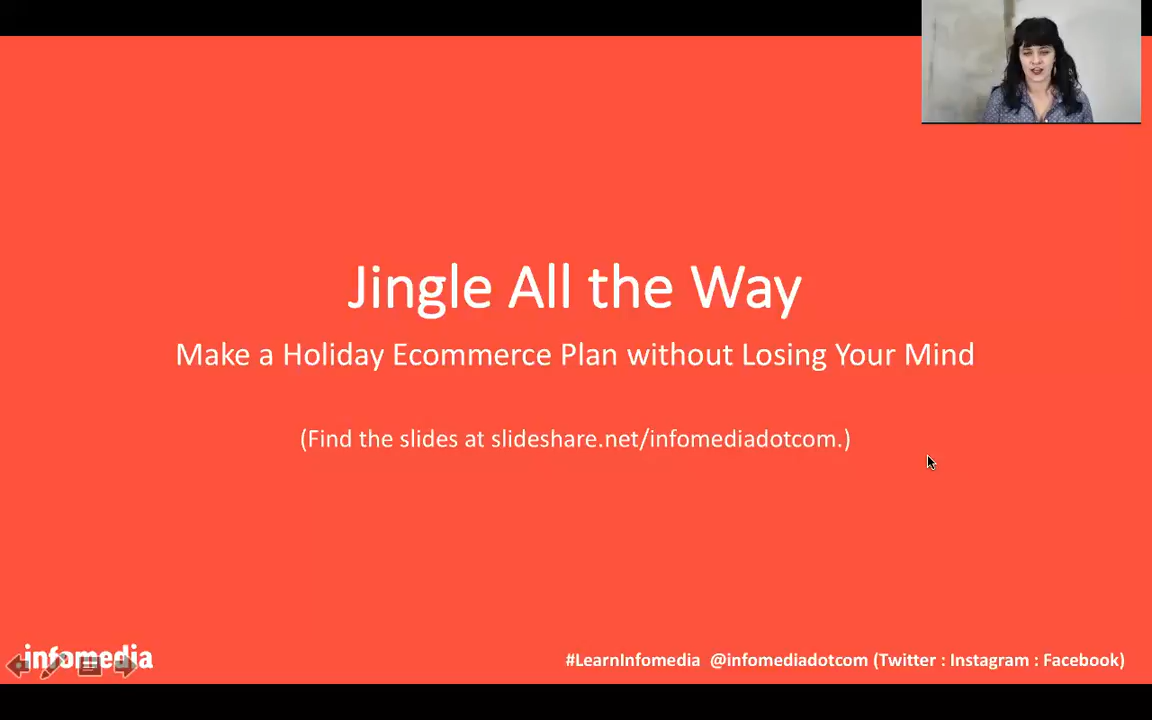 Jingle All the Way
Make a Holiday Ecommerce Plan without Losing Your Mind
(Find the slides at slideshare.net/infomediadotcom.)
infomedia
#LearnInfomedia @infomediadotcom (Twitter : Instagram : Facebook)